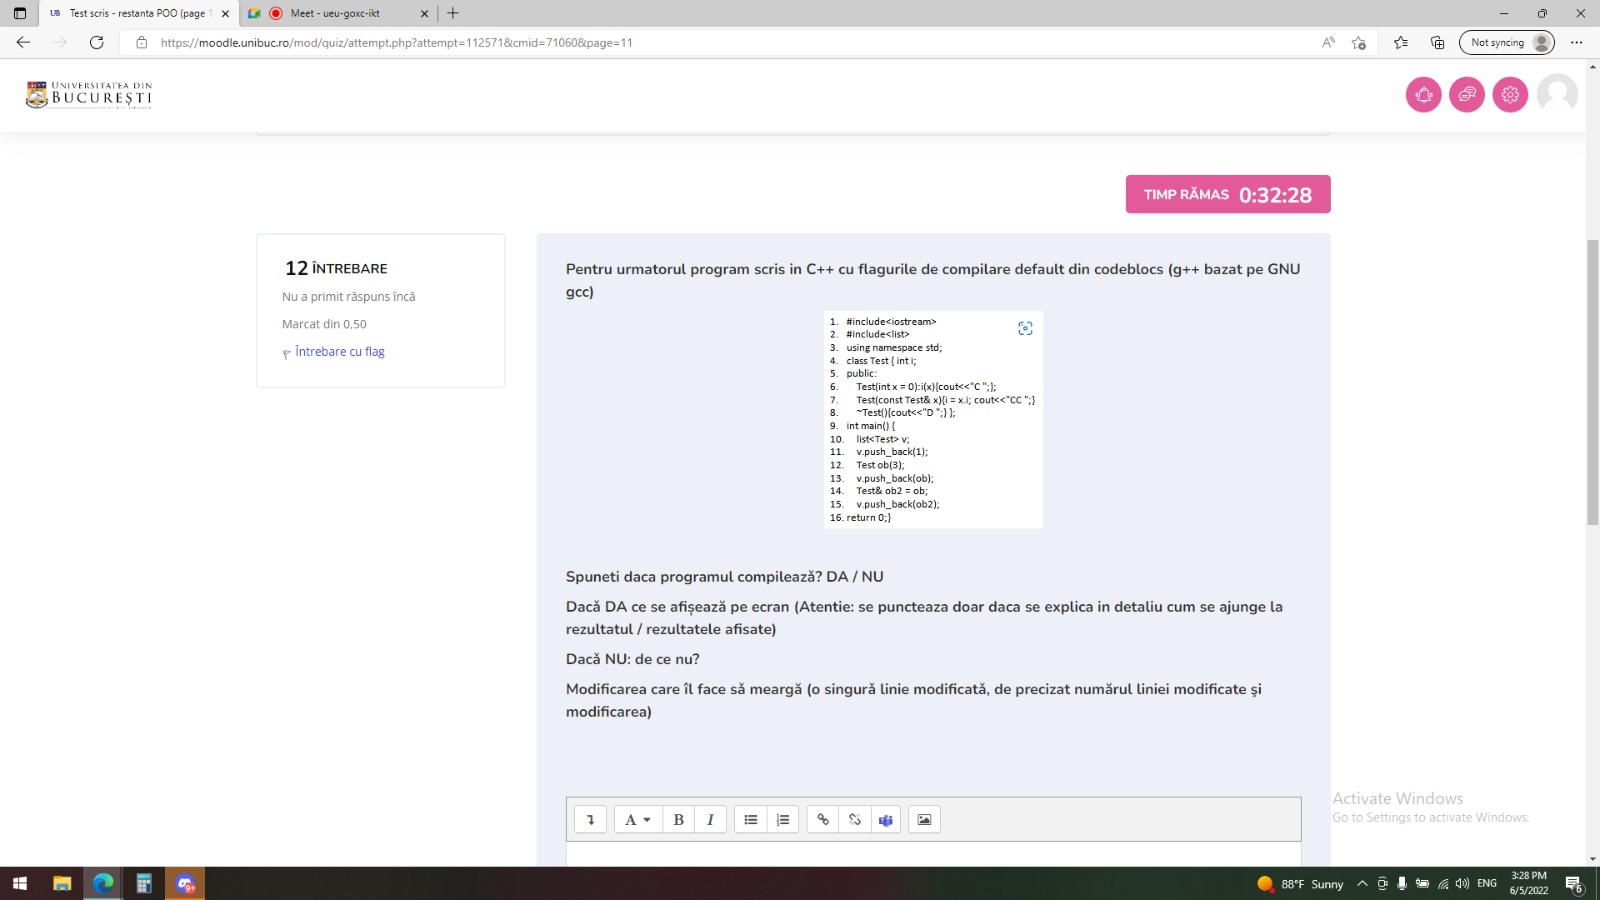 Test scris - restanta POO (page 1
Meet - ueu-goxc-ikt
https://moodle.unibuc.ro/mod/quiz/attempt.php?attempt=112571&cmid=71060&page=11
Not syncing
UNIVERSITATEA DIN
BUCUREȘTI
TIMP RĂMAS 0:32:28
12 ÎNTREBARE
Nu a primit răspuns încă
Marcat din 0,50
Întrebare cu flag
Pentru urmatorul program scris in C++ cu flagurile de compilare default din codeblocs (g++ bazat pe GNU
gcc)
1. #include<iostream>
2. #include<list>
3. using namespace std;
4. class Test { int i;
5. public:
6. Test(int x = 0):i(x){cout<<"C ";};
7. Test(const Test& x){i = x.i; cout<<"CC ";}
8. ~Test(){cout<<"D ";} };
9. int main() {
10. list<Test> v;
11. v.push_back(1);
12. Test ob(3);
13. v.push_back(ob);
14. Test& ob2 = ob;
15. v.push_back(ob2);
16. return 0;}
Spuneti daca programul compilează? DA / NU
Dacă DA ce se afișează pe ecran (Atentie: se puncteaza doar daca se explica in detaliu cum se ajunge la
rezultatul / rezultatele afisate)
Dacă NU: de ce nu?
Modificarea care îl face să meargă (o singură linie modificată, de precizat numărul liniei modificate şi
modificarea)
A B I
Activate Windows
Go to Settings to activate Windows.
88°F Sunny
ENG
3:28 PM
6/5/2022